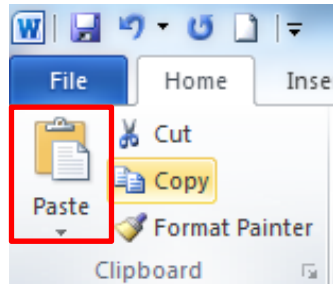 W
File Home Inse
Cut
Copy
Paste
Format Painter
Clipboard